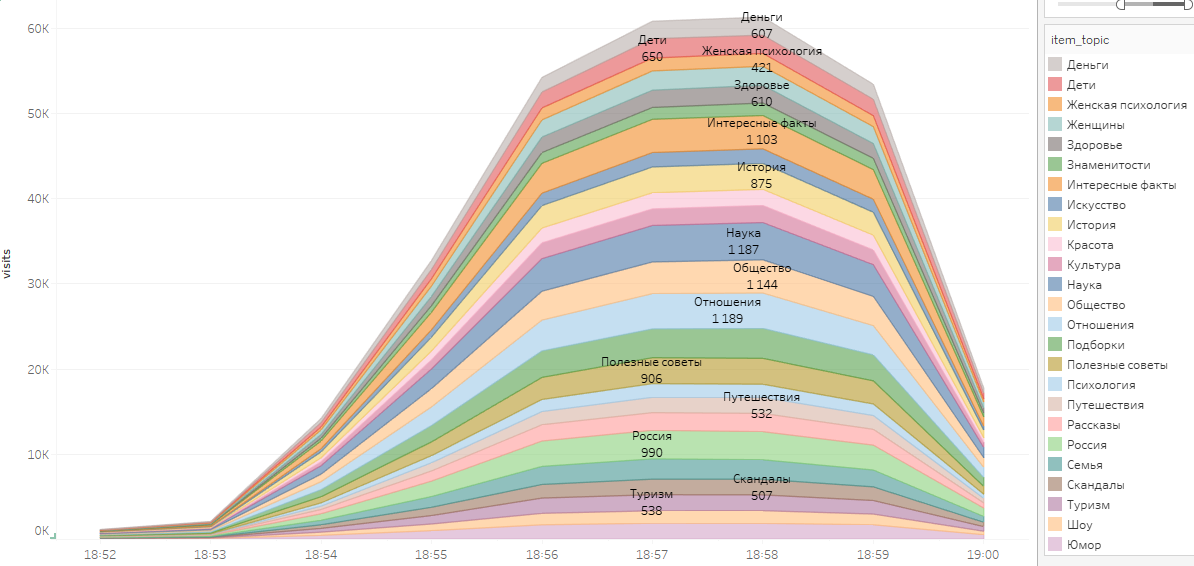 60K
50K
40K
30K
20K
10K
0K
visits
Деньги
607
Дети
650
Женская психология
421
Здоровье
610
Интересные факты
1 103
История
875
Наука
1 187
Общество
1 144
Отношения
1 189
Полезные советы
906
Путешествия
532
Россия
990
Скандалы
507
Туризм
538
18:52
18:53
18:54
18:55
18:56
18:57
18:58
18:59
19:00
item_topic
Деньги
Дети
Женская психология
Женщины
Здоровье
Знаменитости
Интересные факты
Искусство
История
Красота
Культура
Наука
Общество
Отношения
Подборки
Полезные советы
Психология
Путешествия
Рассказы
Россия
Семья
Скандалы
Туризм
Шоу
Юмор